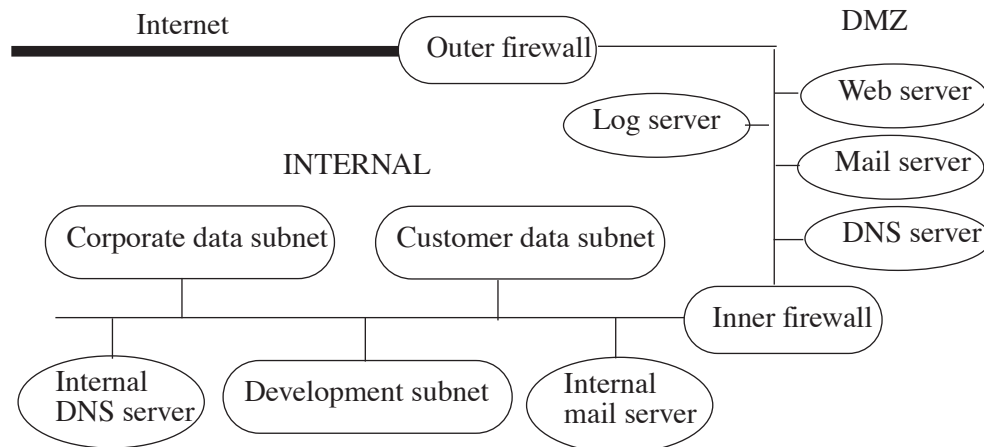 Internet
DMZ
Outer firewall
Web server
Log server
Mail server
INTERNAL
Corporate data subnet
Customer data subnet
DNS server
Inner firewall
Internal
DNS server
Development subnet
Internal
mail server